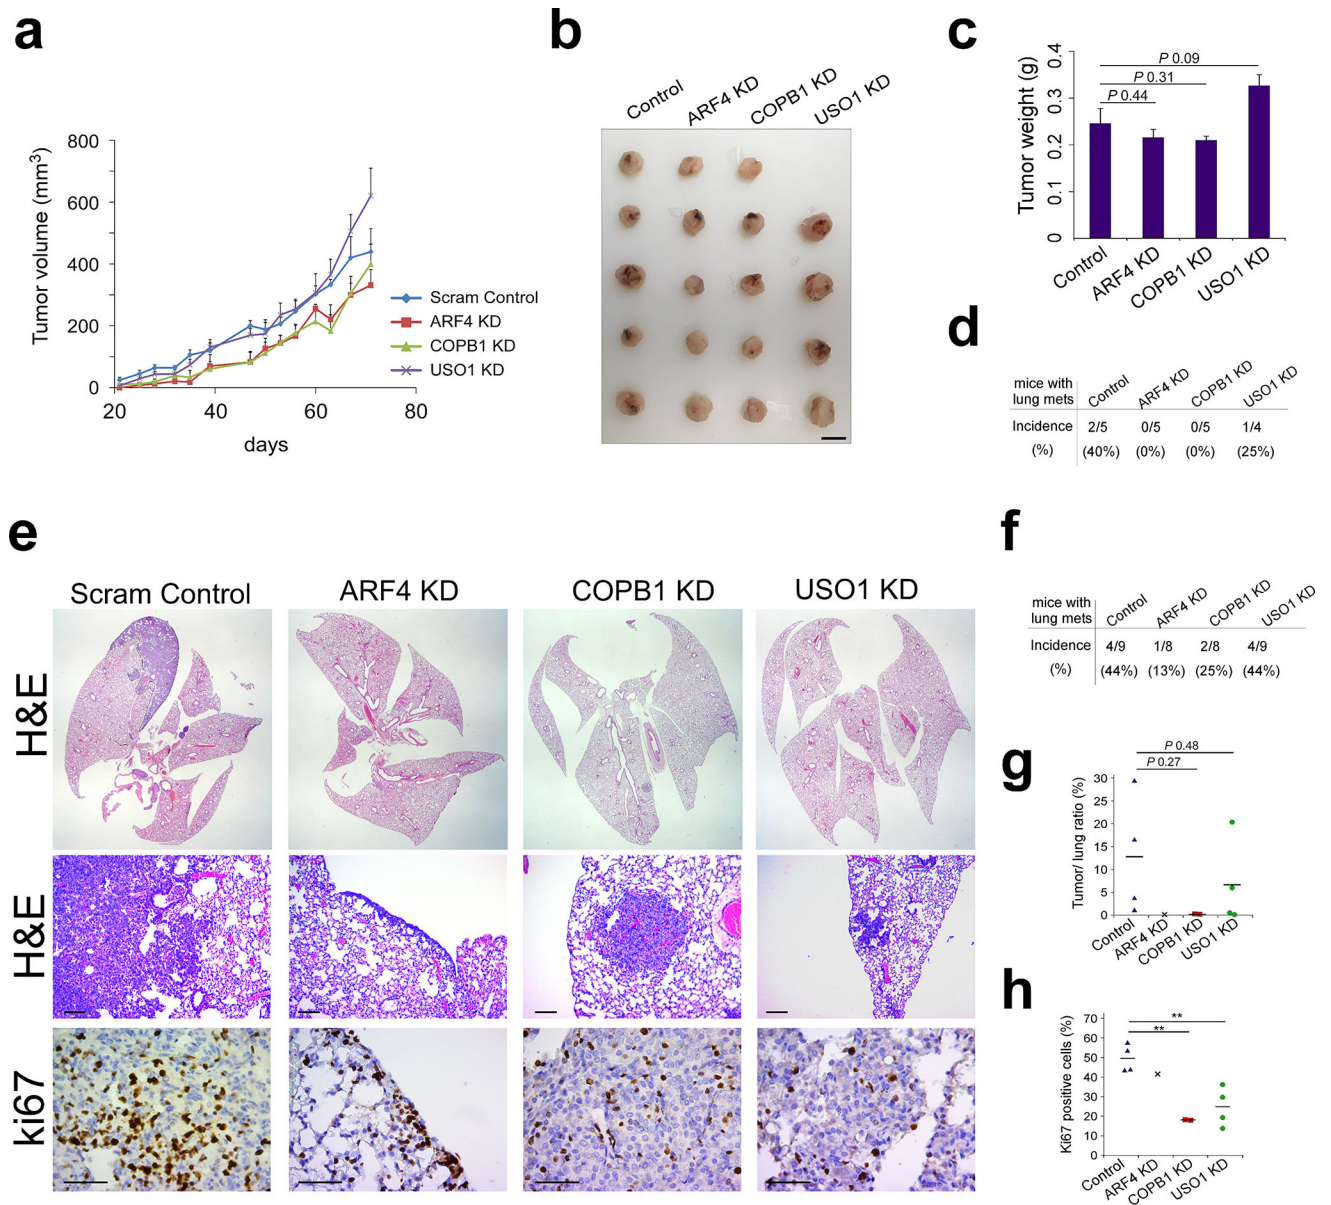 a
Tumor volume (mm3)
800
600
400
200
0
20
40
60
80
days
Scram Control
ARF4 KD
COPB1 KD
USO1 KD
b
Control
ARF4 KD
COPB1 KD
USO1 KD
c
Tumor weight (g)
0.4
0.3
0.2
0.1
0
P 0.09
P 0.31
P 0.44
Control
ARF4 KD
COPB1 KD
USO1 KD
d
mice with
lung mets
Control
ARF4 KD
COPB1 KD
USO1 KD
Incidence 2/5 0/5 0/5 1/4
(%) (40%) (0%) (0%) (25%)
e
Scram Control
ARF4 KD
COPB1 KD
USO1 KD
H&E
H&E
ki67
f
mice with
lung mets
Control
ARF4 KD
COPB1 KD
USO1 KD
Incidence 4/9 1/8 2/8 4/9
(%) (44%) (13%) (25%) (44%)
g
Tumor/ lung ratio (%)
30
25
20
15
10
5
0
P 0.48
P 0.27
Control
ARF4 KD
COPB1 KD
USO1 KD
h
Ki67 positive cells (%)
70
60
50
40
30
20
10
0
**
**
Control
ARF4 KD
COPB1 KD
USO1 KD